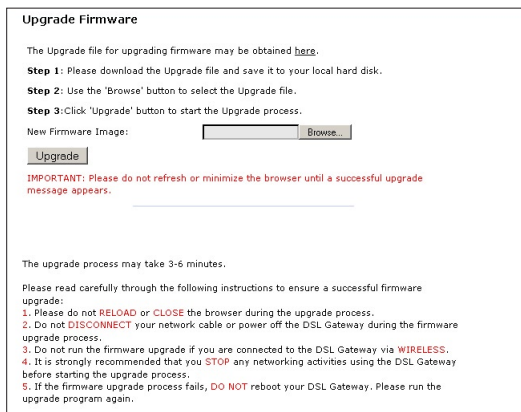 Upgrade Firmware
The Upgrade file for upgrading firmware may be obtained here.
Step 1: Please download the Upgrade file and save it to your local hard disk.
Step 2: Use the 'Browse' button to select the Upgrade file.
Step 3:Click 'Upgrade' button to start the Upgrade process.
New Firmware Image: Browse...
Upgrade
IMPORTANT: Please do not refresh or minimize the browser until a successful upgrade
message appears.
The upgrade process may take 3-6 minutes.
Please read carefully through the following instructions to ensure a successful firmware
upgrade:
1. Please do not RELOAD or CLOSE the browser during the upgrade process.
2. Do not DISCONNECT your network cable or power off the DSL Gateway during the firmware
upgrade process.
3. Do not run the firmware upgrade if you are connected to the DSL Gateway via WIRELESS.
4. It is strongly recommended that you STOP any networking activities using the DSL Gateway
before starting the upgrade process.
5. If the firmware upgrade process fails, DO NOT reboot your DSL Gateway. Please run the
upgrade program again.